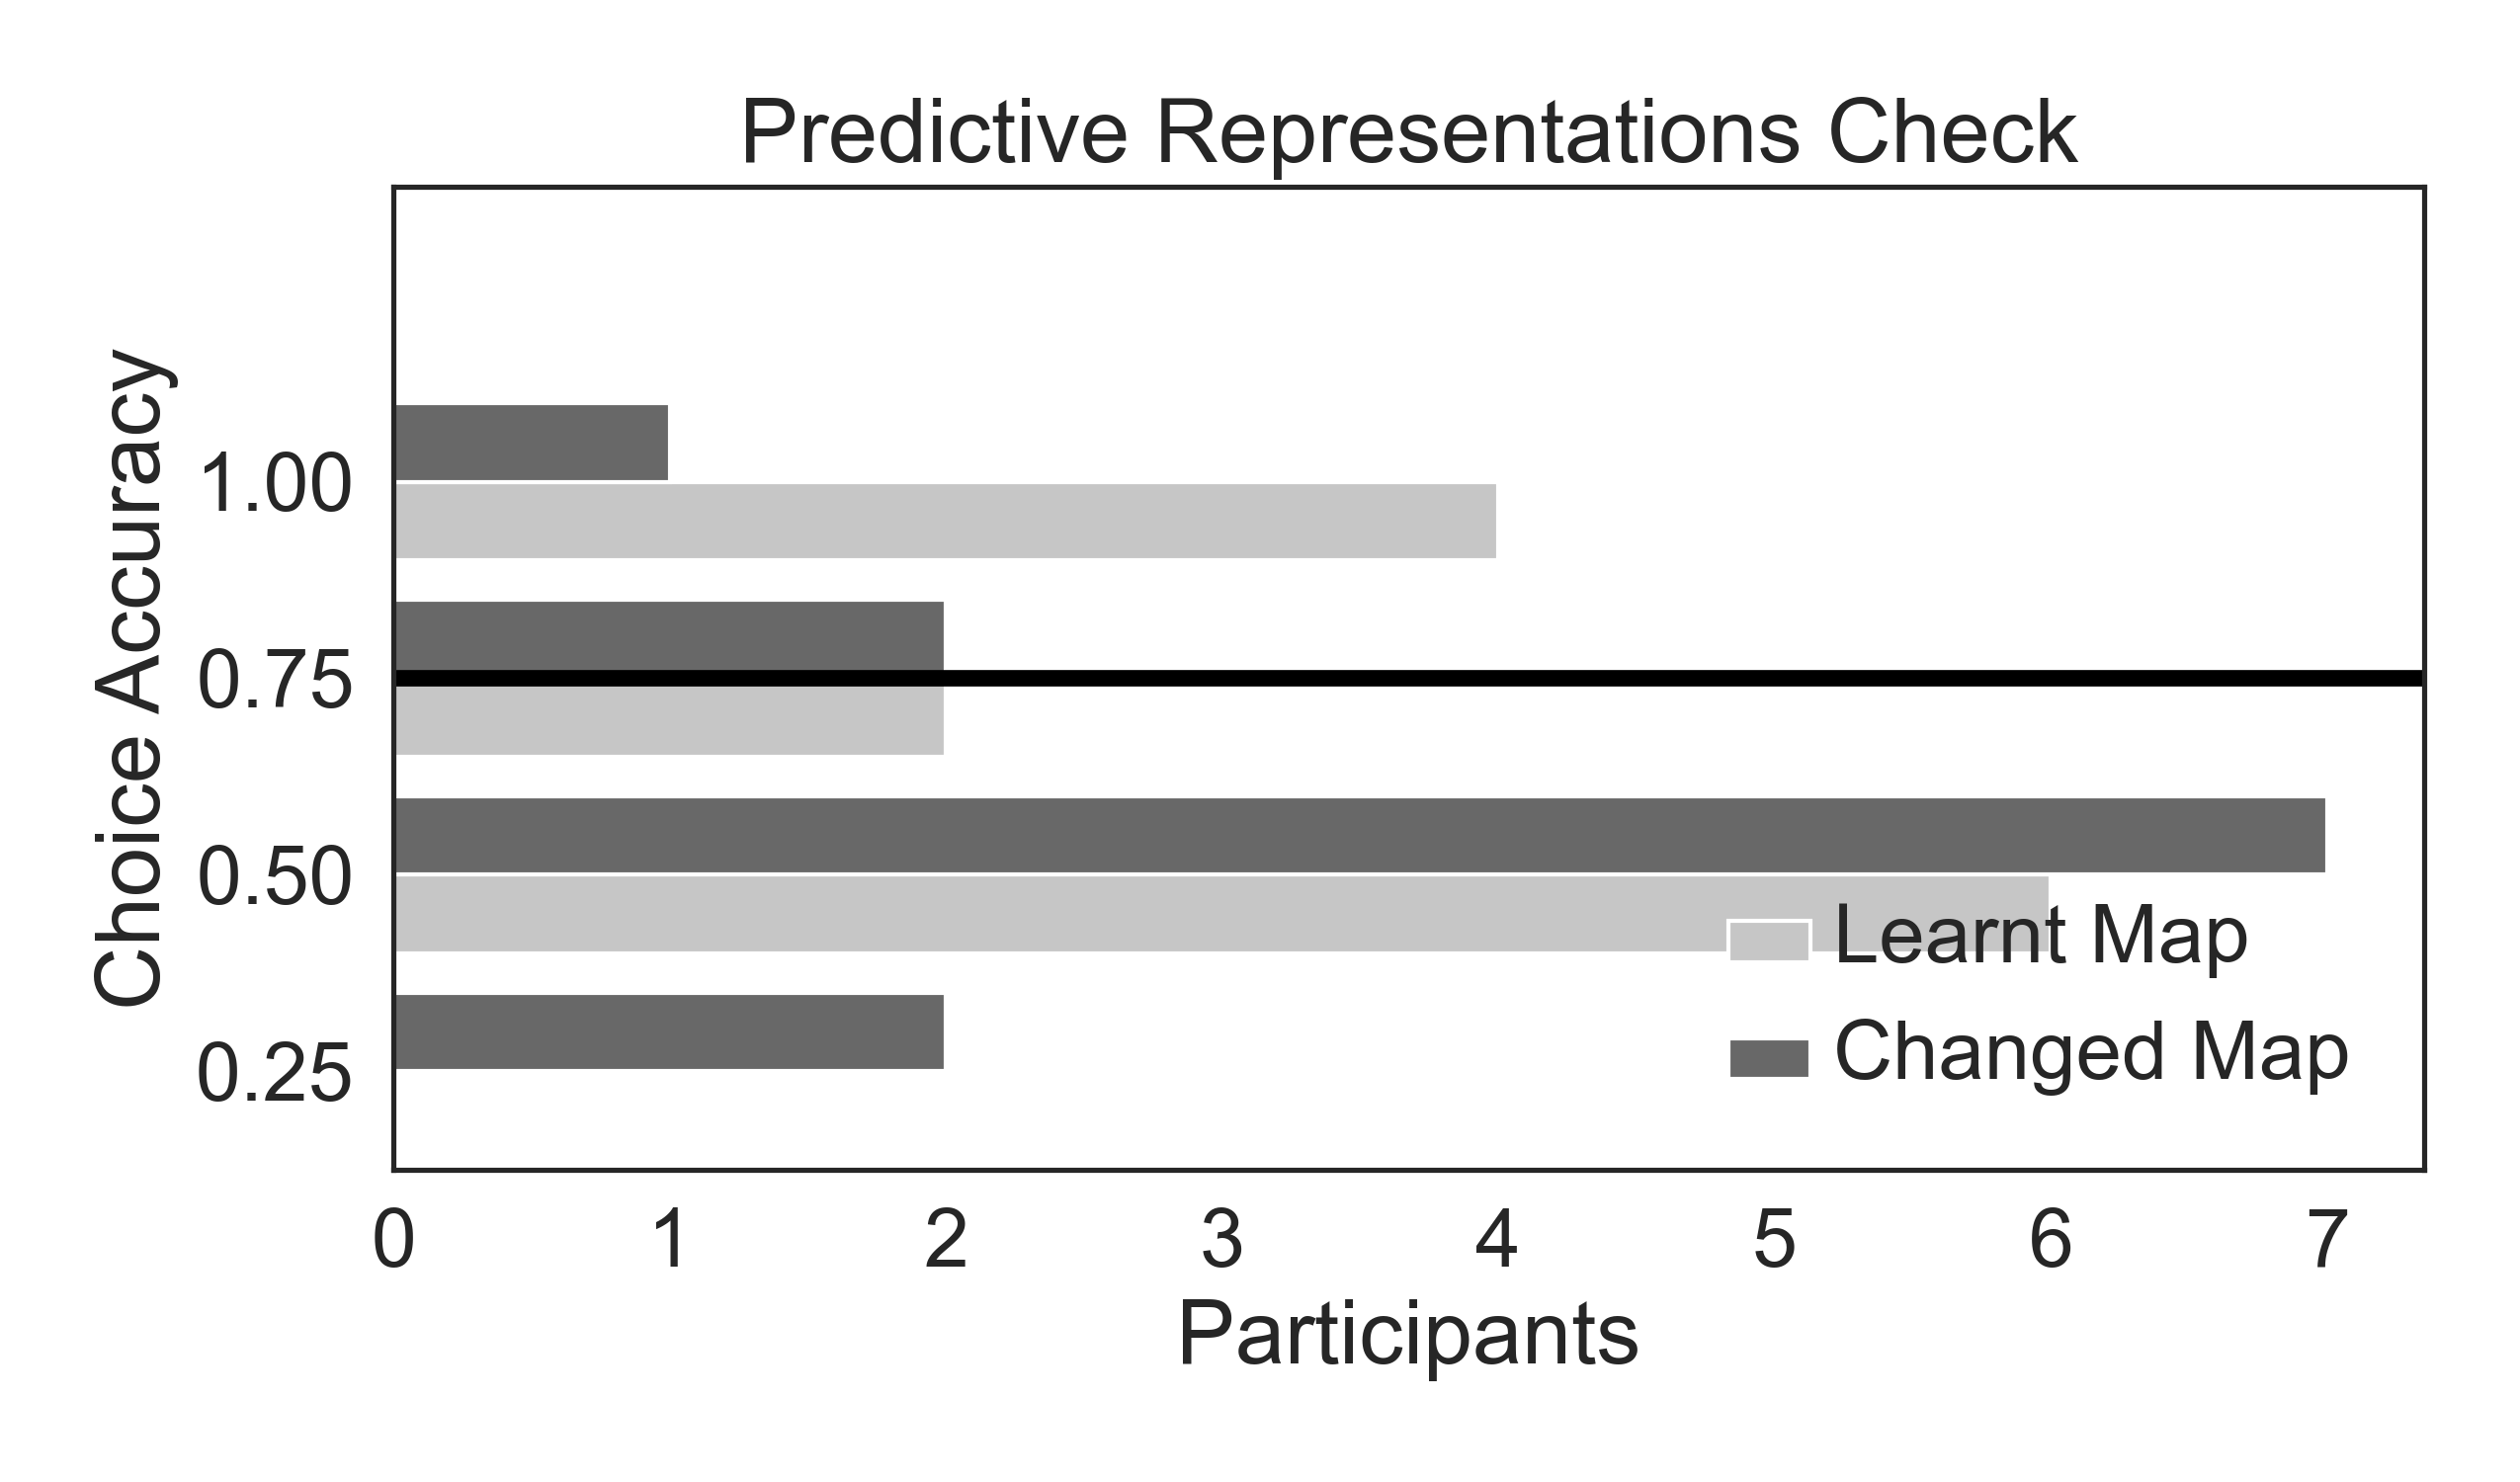 Predictive Representations Check
Choice Accuracy
1.00
0.75
0.50
0.25
Learnt Map
Changed Map
0 1 2 3 4 5 6 7
Participants